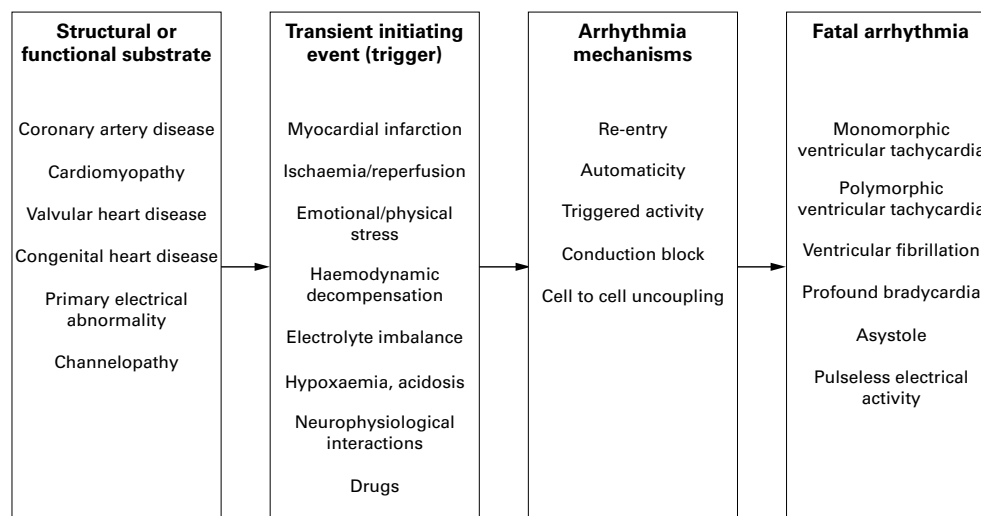 Structural or
functional substrate
Coronary artery disease
Cardiomyopathy
Valvular heart disease
Congenital heart disease
Primary electrical
abnormality
Channelopathy
Transient initiating
event (trigger)
Myocardial infarction
Ischaemia/reperfusion
Emotional/physical
stress
Haemodynamic
decompensation
Electrolyte imbalance
Hypoxaemia, acidosis
Neurophysiological
interactions
Drugs
Arrhythmia
mechanisms
Re-entry
Automaticity
Triggered activity
Conduction block
Cell to cell uncoupling
Fatal arrhythmia
Monomorphic
ventricular tachycardia
Polymorphic
ventricular tachycardia
Ventricular fibrillation
Profound bradycardia
Asystole
Pulseless electrical
activity